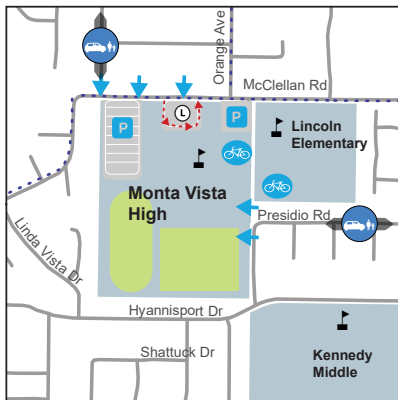 Orange Ave
McClellan Rd
P
L
P
Lincoln
Elementary
Monta Vista
High
Presidio Rd
Linda Vista Dr
Hyannisport Dr
Shattuck Dr
Kennedy
Middle